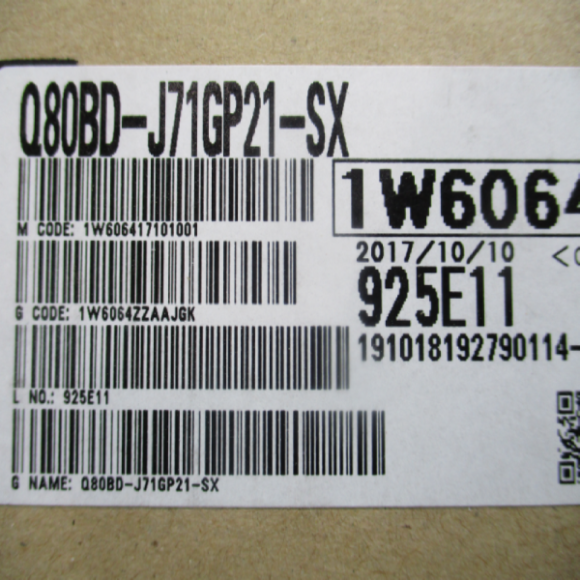 Q80BD-J71GP21-SX
1W6064
M CODE: 1W606417101001
2017/10/10
925E11
G CODE: 1W6064ZZAAJGK
191018192790114-
L NO.: 925E11
G NAME: Q80BD-J71GP21-SX